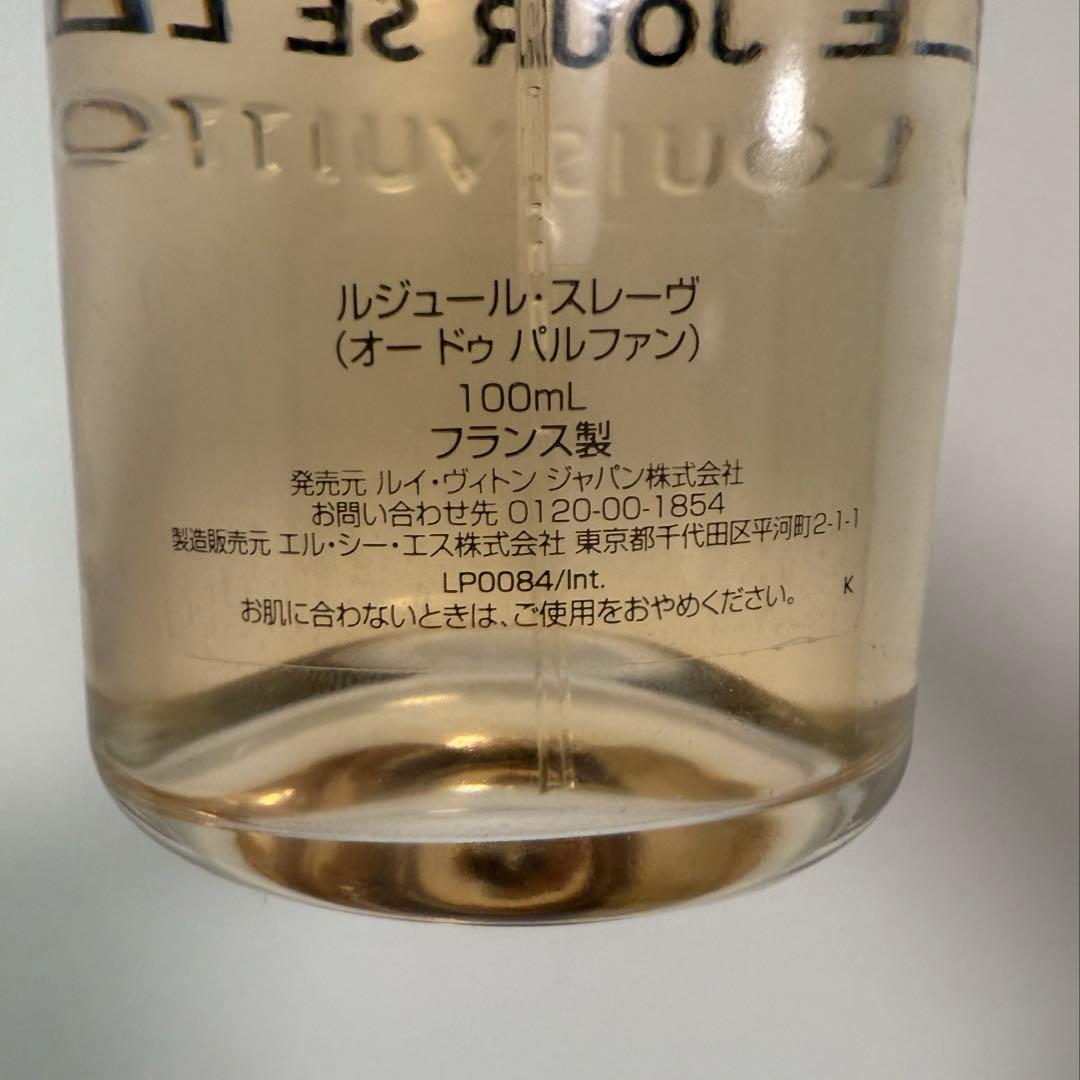 LE JOUR SE L
LOUIS VUITTO
ルジュール・スレーヴ
(オー ドゥ パルファン)
100mL
フランス製
発売元 ルイ・ヴィトン ジャパン株式会社
お問い合わせ先 0120-00-1854
製造販売元 エル・シー・エス株式会社 東京都千代田区平河町2-1-1
LP0084/Int.
K
お肌に合わないときは、ご使用をおやめください。